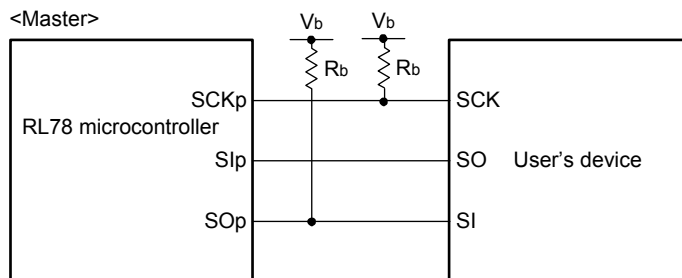 <Master>
Vb Vb
Rb Rb
SCKp SCK
RL78 microcontroller
SIp SO User's device
SOp SI